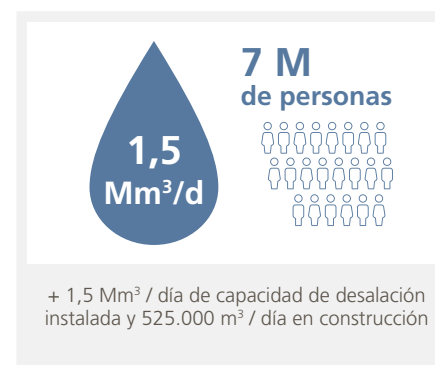 7 M
de personas
1,5
Mm³/d
+ 1,5 Mm³ / día de capacidad de desalación
instalada y 525.000 m³ / día en construcción